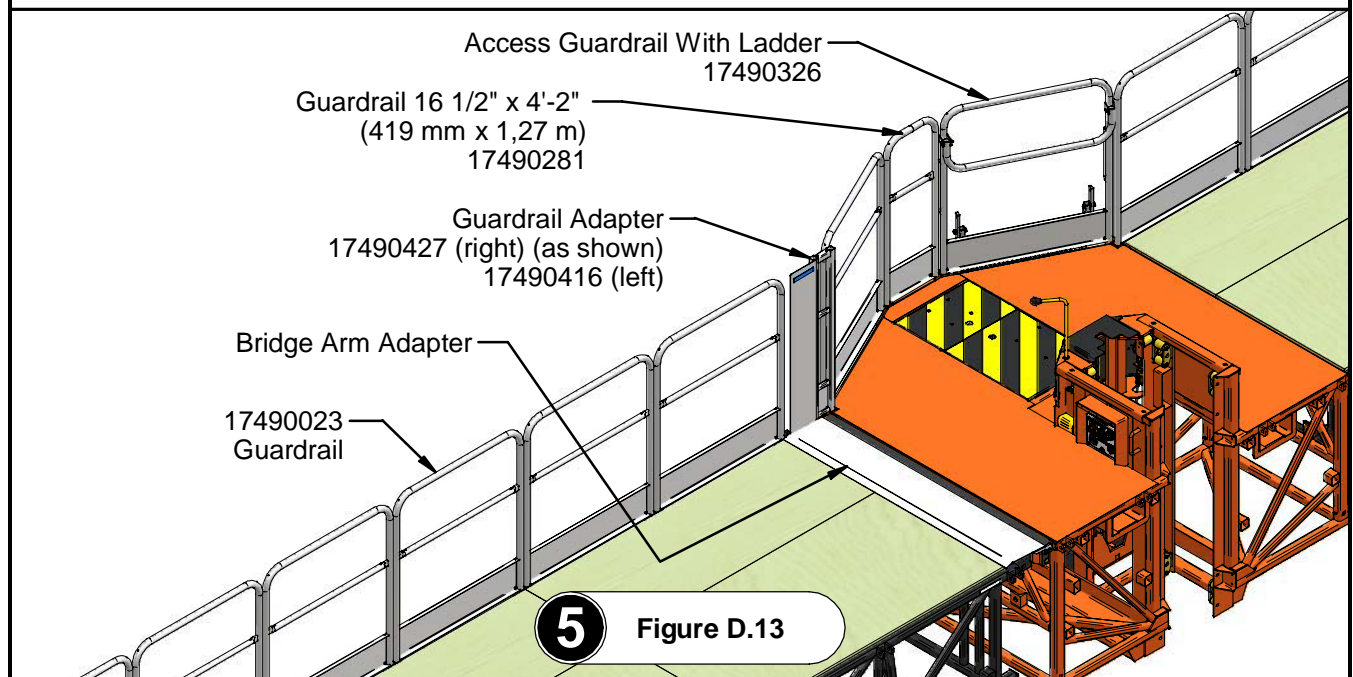 Access Guardrail With Ladder
17490326
Guardrail 16 1/2" x 4'-2"
(419 mm x 1,27 m)
17490281
Guardrail Adapter
17490427 (right) (as shown)
17490416 (left)
Bridge Arm Adapter
17490023
Guardrail
5 Figure D.13